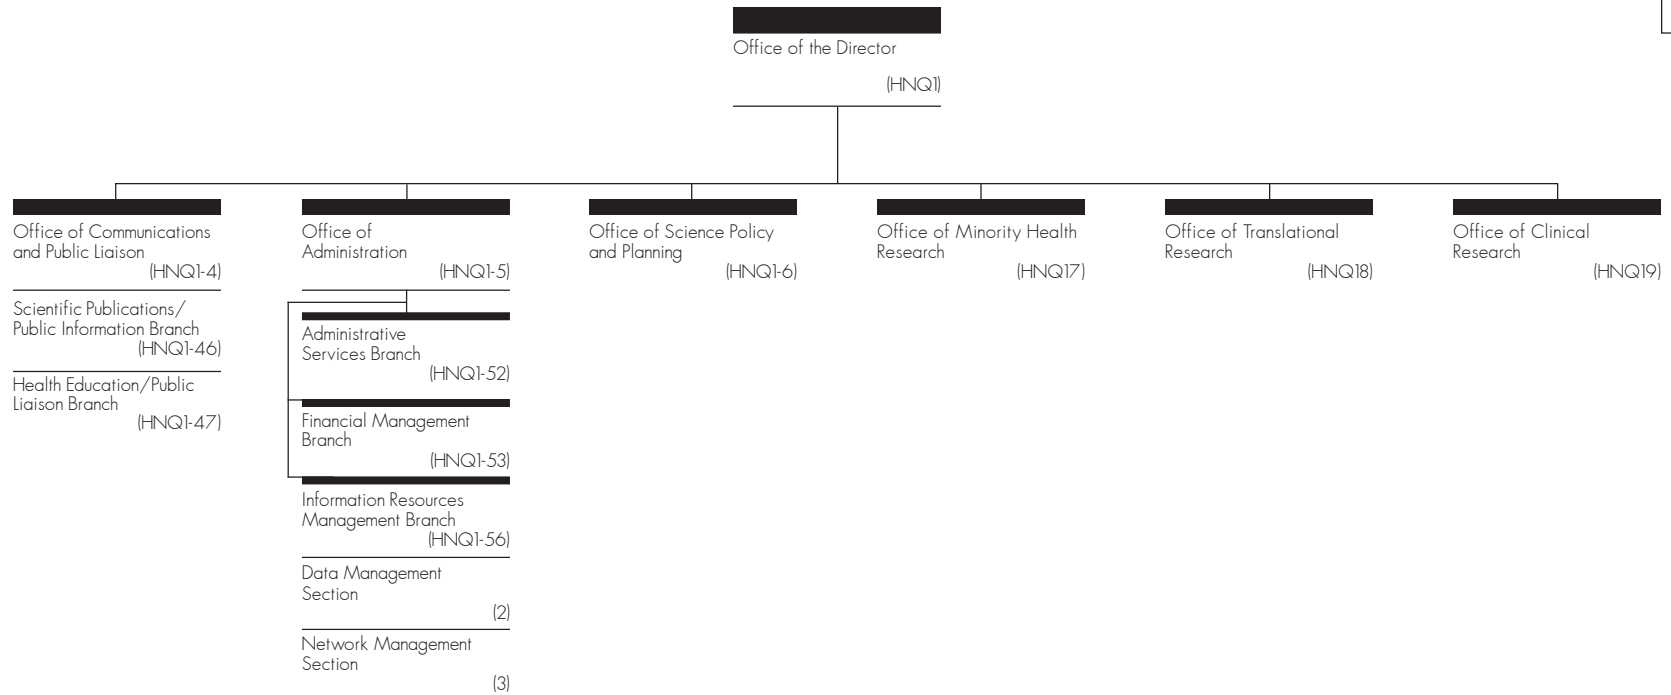 Office of the Director
(HNQ1)
Office of Communications
and Public Liaison
(HNQ1-4)
Scientific Publications/
Public Information Branch
(HNQ1-46)
Health Education/Public
Liaison Branch
(HNQ1-47)
Office of
Administration
(HNQ1-5)
Administrative
Services Branch
(HNQ1-52)
Financial Management
Branch
(HNQ1-53)
Information Resources
Management Branch
(HNQ1-56)
Data Management
Section
(2)
Network Management
Section
(3)
Office of Science Policy
and Planning
(HNQ1-6)
Office of Minority Health
Research
(HNQ17)
Office of Translational
Research
(HNQ18)
Office of Clinical
Research
(HNQ19)